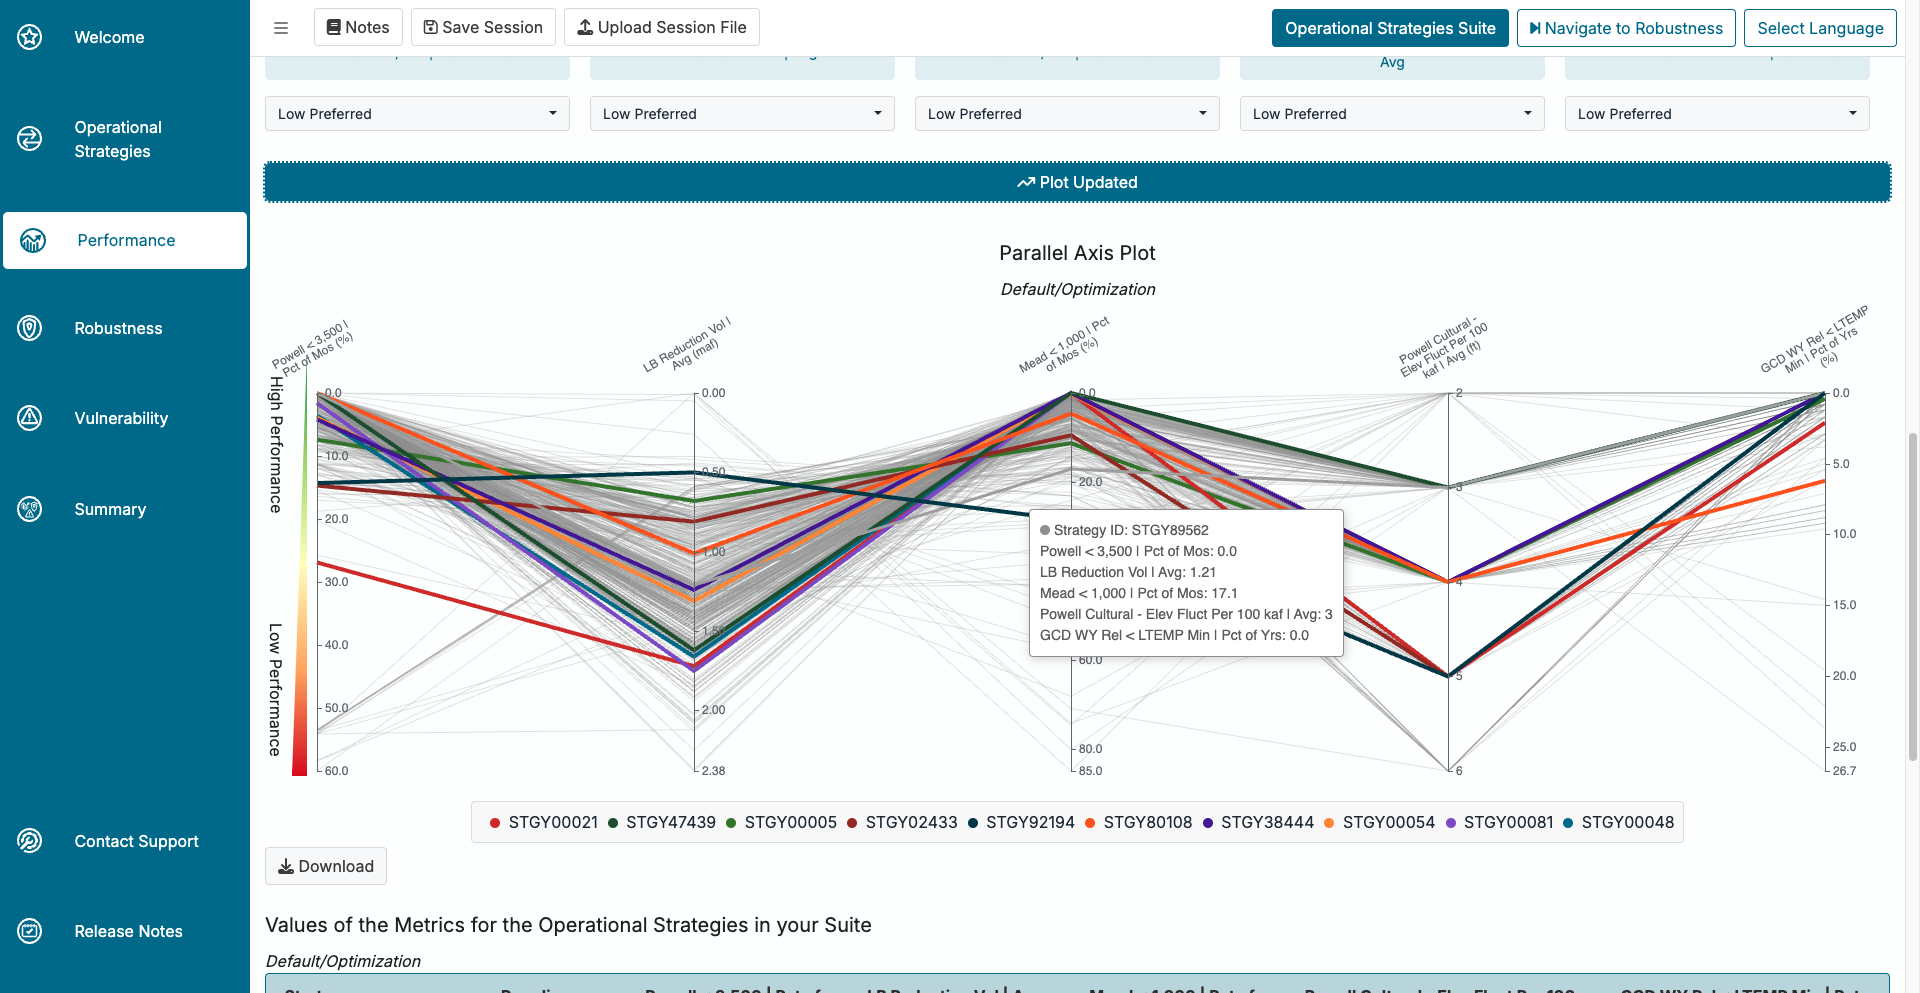 Welcome
Operational
Strategies
Performance
Robustness
Vulnerability
Summary
Contact Support
Release Notes
Notes
Save Session
Upload Session File
Operational Strategies Suite
Navigate to Robustness
Select Language
Avg
Low Preferred
Low Preferred
Low Preferred
Low Preferred
Low Preferred
Plot Updated
Parallel Axis Plot
Default/Optimization
Powell < 3,500 |
Pct of Mos (%)
LB Reduction Vol |
Avg (maf)
Mead < 1,000 | Pct
of Mos (%)
Powell Cultural -
Elev Fluct Per 100
kaf | Avg (ft)
GCD WY Rel < LTEMP
Min | Pct of Yrs
(%)
High Performance
Low Performance
0.0
10.0
20.0
30.0
40.0
50.0
60.0
0.00
0.50
1.00
1.50
2.00
2.38
0.0
20.0
60.0
80.0
85.0
2
3
4
5
6
0.0
5.0
10.0
15.0
20.0
25.0
26.7
Strategy ID: STGY89562
Powell < 3,500 | Pct of Mos: 0.0
LB Reduction Vol | Avg: 1.21
Mead < 1,000 | Pct of Mos: 17.1
Powell Cultural - Elev Fluct Per 100 kaf | Avg: 3
GCD WY Rel < LTEMP Min | Pct of Yrs: 0.0
STGY00021 STGY47439 STGY00005 STGY02433 STGY92194 STGY80108 STGY38444 STGY00054 STGY00081 STGY00048
Download
Values of the Metrics for the Operational Strategies in your Suite
Default/Optimization